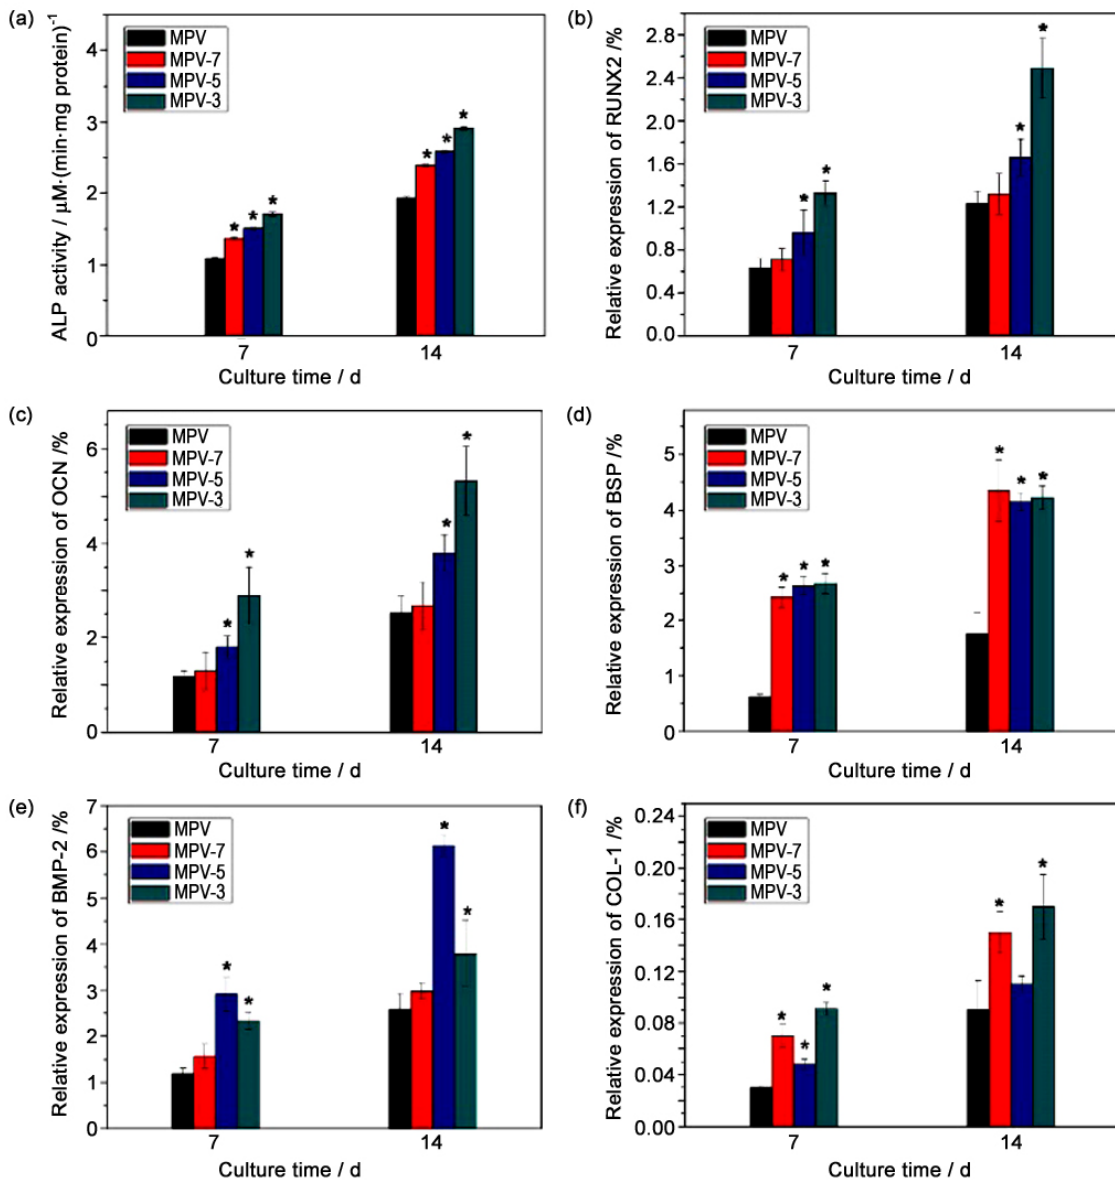 (a)
ALP activity / μM·(min·mg protein)⁻¹
4
3
2
1
0
MPV
MPV-7
MPV-5
MPV-3
* * *
* * *
7 14
Culture time / d
(b)
Relative expression of RUNX2 /%
2.8
2.4
2.0
1.6
1.2
0.8
0.4
0.0
MPV
MPV-7
MPV-5
MPV-3
* *
* *
7 14
Culture time / d
(c)
Relative expression of OCN /%
6
4
2
0
MPV
MPV-7
MPV-5
MPV-3
* *
* *
7 14
Culture time / d
(d)
Relative expression of BSP /%
5
4
3
2
1
0
MPV
MPV-7
MPV-5
MPV-3
* * *
* * *
7 14
Culture time / d
(e)
Relative expression of BMP-2 /%
7
6
5
4
3
2
1
0
MPV
MPV-7
MPV-5
MPV-3
* *
* *
7 14
Culture time / d
(f)
Relative expression of COL-1 /%
0.24
0.20
0.16
0.12
0.08
0.04
0.00
MPV
MPV-7
MPV-5
MPV-3
* * *
* *
7 14
Culture time / d